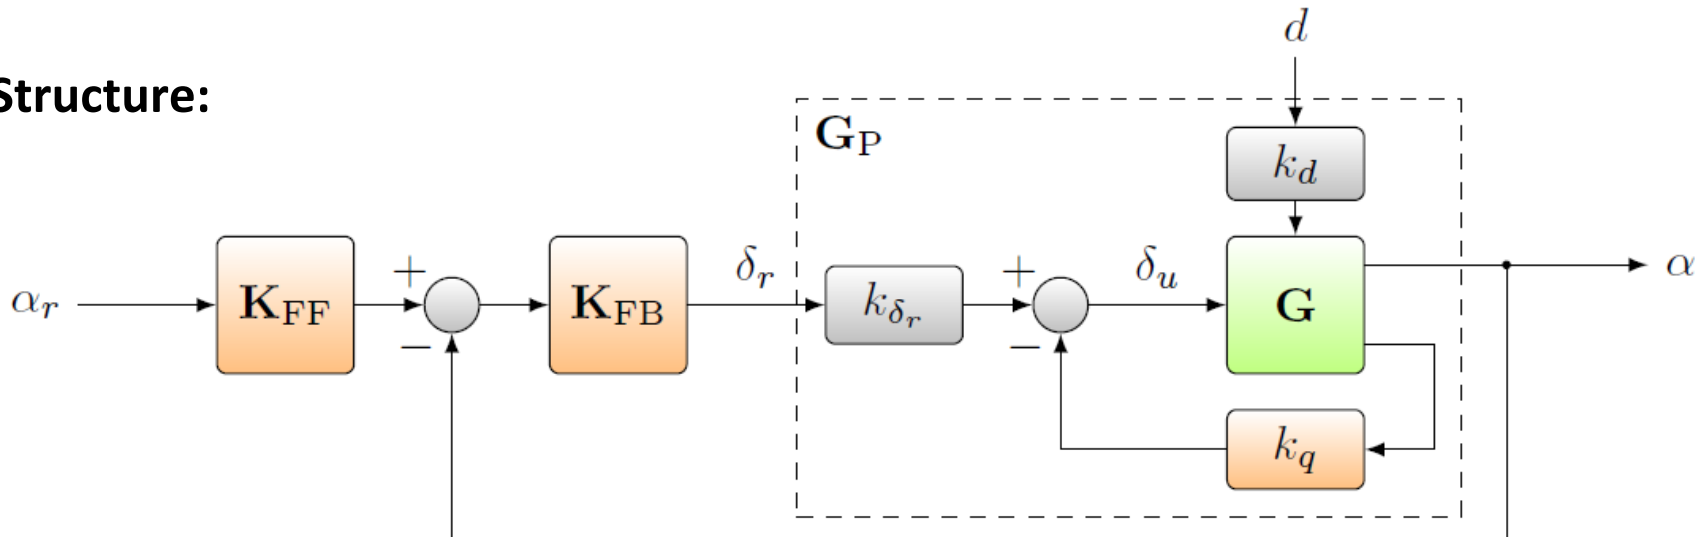 d
Structure:
G_P
k_d
α_r
K_FF
+
−
K_FB
δ_r
k_{δ_r}
+
−
δ_u
G
α
k_q